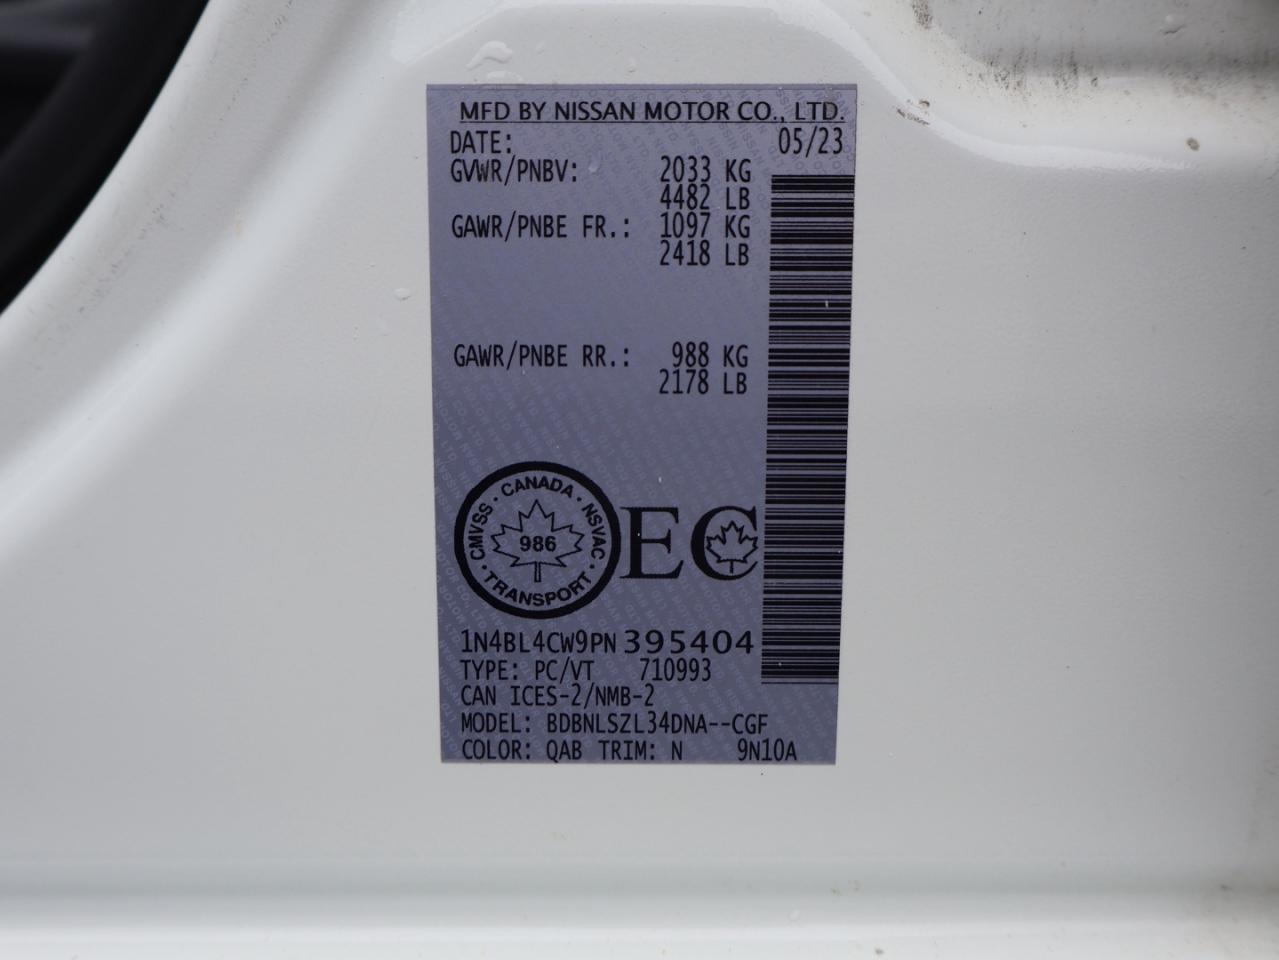 MFD BY NISSAN MOTOR CO., LTD.
DATE: 05/23
GVWR/PNBV: 2033 KG
4482 LB
GAWR/PNBE FR.: 1097 KG
2418 LB
GAWR/PNBE RR.: 988 KG
2178 LB
CMVSS · CANADA · NSVAC · TRANSPORT ·
986
EC
1N4BL4CW9PN 395404
TYPE: PC/VT 710993
CAN ICES-2/NMB-2
MODEL: BDBNLSZL34DNA--CGF
COLOR: QAB TRIM: N 9N10A